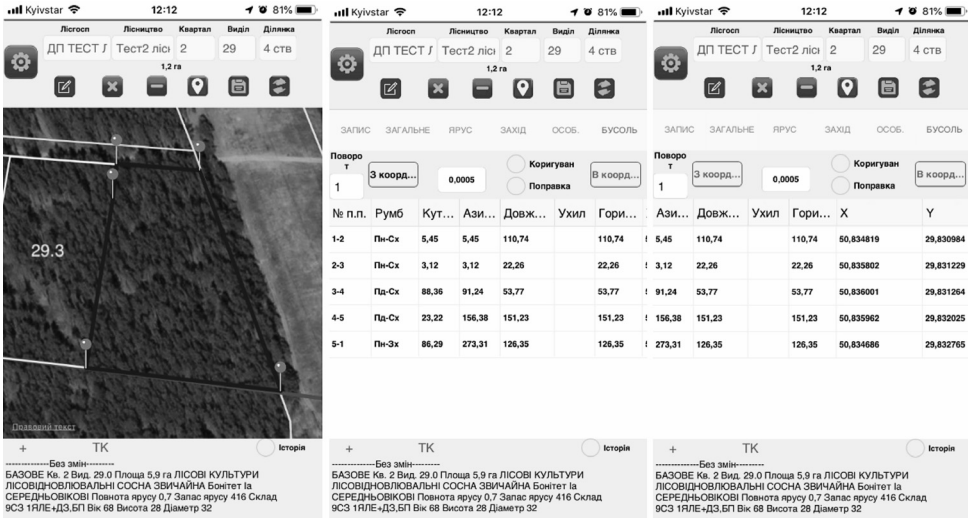 Kyivstar 12:12 81%
Лісгосп Лісництво Квартал Виділ Ділянка
ДП ТЕСТ Л Тест2 лісн 2 29 4 ств
1,2 га
29.3
Правовий текст
+ ТК Історія
--------------Без змін---------
БАЗОВЕ Кв. 2 Вид. 29.0 Площа 5,9 га ЛІСОВІ КУЛЬТУРИ
ЛІСОВІДНОВЛЮВАЛЬНІ СОСНА ЗВИЧАЙНА Бонітет Іа
СЕРЕДНЬОВІКОВІ Повнота ярусу 0,7 Запас ярусу 416 Склад
9СЗ 1ЯЛЕ+ДЗ,БП Вік 68 Висота 28 Діаметр 32
Kyivstar 12:12 81%
Лісгосп Лісництво Квартал Виділ Ділянка
ДП ТЕСТ Л Тест2 лісн 2 29 4 ств
1,2 га
ЗАПИС ЗАГАЛЬНЕ ЯРУС ЗАХІД ОСОБ. БУСОЛЬ
Поворо
т
1 З коорд... 0,0005 Коригуван Поправка В коорд...
№ п.п. Румб Кут... Ази... Довж... Ухил Гори...
1-2 Пн-Сх 5,45 5,45 110,74 110,74
2-3 Пн-Сх 3,12 3,12 22,26 22,26
3-4 Пд-Сх 88,36 91,24 53,77 53,77
4-5 Пд-Сх 23,22 156,38 151,23 151,23
5-1 Пн-Зх 86,29 273,31 126,35 126,35
+ ТК Історія
--------------Без змін---------
БАЗОВЕ Кв. 2 Вид. 29.0 Площа 5,9 га ЛІСОВІ КУЛЬТУРИ
ЛІСОВІДНОВЛЮВАЛЬНІ СОСНА ЗВИЧАЙНА Бонітет Іа
СЕРЕДНЬОВІКОВІ Повнота ярусу 0,7 Запас ярусу 416 Склад
9СЗ 1ЯЛЕ+ДЗ,БП Вік 68 Висота 28 Діаметр 32
Kyivstar 12:12 81%
Лісгосп Лісництво Квартал Виділ Ділянка
ДП ТЕСТ Л Тест2 лісн 2 29 4 ств
1,2 га
ЗАПИС ЗАГАЛЬНЕ ЯРУС ЗАХІД ОСОБ. БУСОЛЬ
Поворо
т
1 З коорд... 0,0005 Коригуван Поправка В коорд...
Ази... Довж... Ухил Гори... X Y
5,45 110,74 110,74 50,834819 29,830984
3,12 22,26 22,26 50,835802 29,831229
91,24 53,77 53,77 50,836001 29,831264
156,38 151,23 151,23 50,835962 29,832025
273,31 126,35 126,35 50,834686 29,832765
+ ТК Історія
--------------Без змін---------
БАЗОВЕ Кв. 2 Вид. 29.0 Площа 5,9 га ЛІСОВІ КУЛЬТУРИ
ЛІСОВІДНОВЛЮВАЛЬНІ СОСНА ЗВИЧАЙНА Бонітет Іа
СЕРЕДНЬОВІКОВІ Повнота ярусу 0,7 Запас ярусу 416 Склад
9СЗ 1ЯЛЕ+ДЗ,БП Вік 68 Висота 28 Діаметр 32